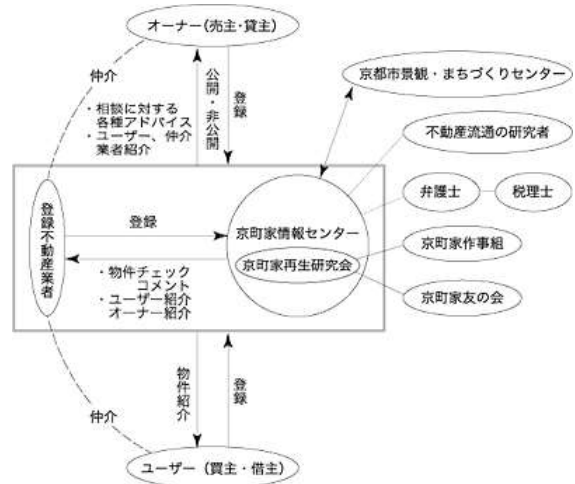 オーナー(売主・貸主)
仲介
・相談に対する
各種アドバイス
・ユーザー、仲介
業者紹介
公開・非公開
登録
京都市景観・まちづくりセンター
不動産流通の研究者
弁護士
税理士
登録不動産業者
登録
京町家情報センター
京町家再生研究会
京町家作事組
京町家友の会
・物件チェック
コメント
・ユーザー紹介
オーナー紹介
物件紹介
登録
仲介
ユーザー(買主・借主)